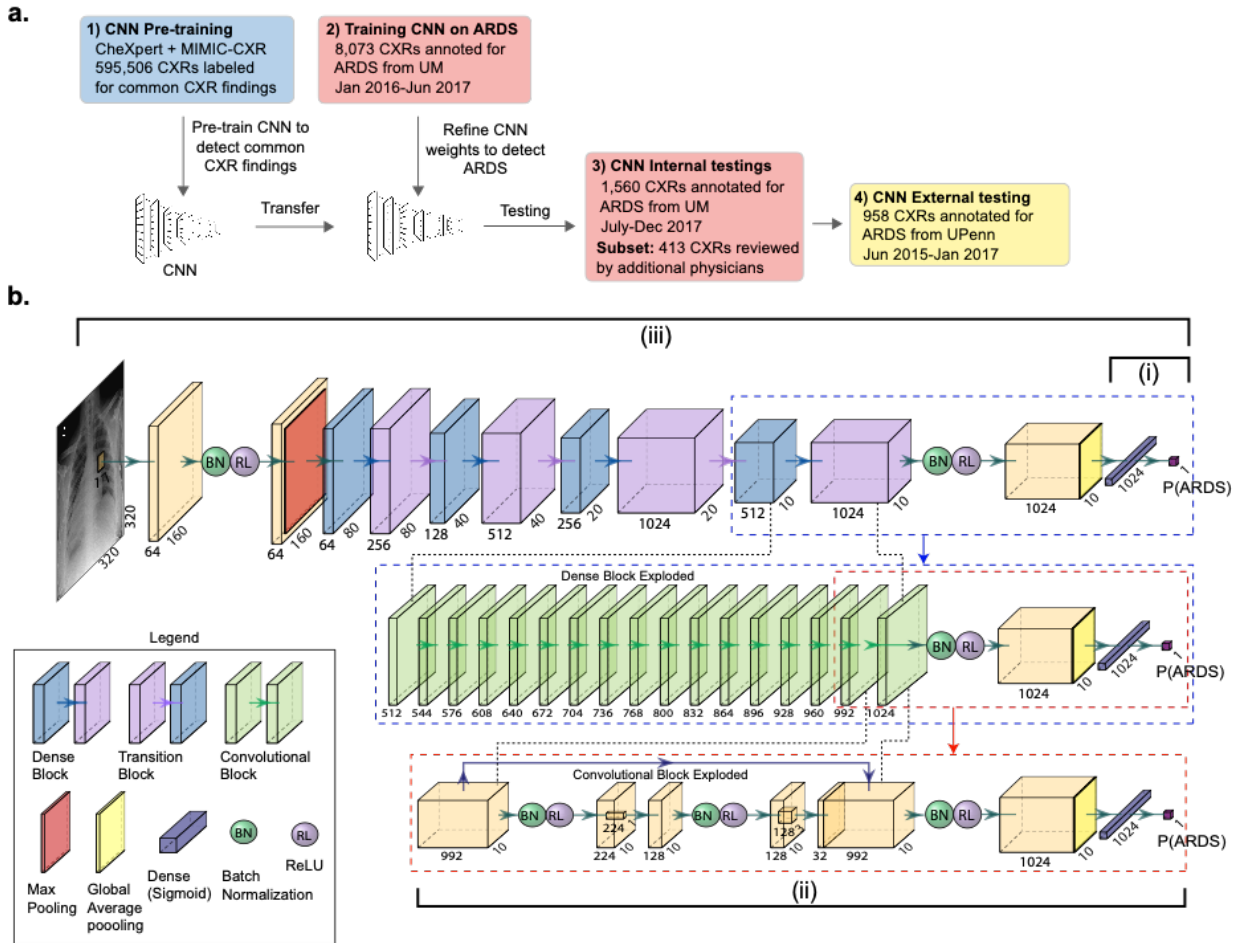 a.
1) CNN Pre-training
CheXpert + MIMIC-CXR
595,506 CXRs labeled
for common CXR findings
2) Training CNN on ARDS
8,073 CXRs annoted for
ARDS from UM
Jan 2016-Jun 2017
Pre-train CNN to
detect common
CXR findings
Refine CNN
weights to detect
ARDS
3) CNN Internal testings
1,560 CXRs annotated for
ARDS from UM
July-Dec 2017
Subset: 413 CXRs reviewed
by additional physicians
4) CNN External testing
958 CXRs annotated for
ARDS from UPenn
Jun 2015-Jan 2017
Transfer
Testing
CNN
b.
(iii)
(i)
320
320
64 160
BN RL
64 160
64 80
256 80
128 40
512 40
256 20
1024 20
512 10
1024 10
BN RL
1024 10
1024
1
P(ARDS)
Dense Block Exploded
512 544 576 608 640 672 704 736 768 800 832 864 896 928 960 992 1024
BN RL
1024 10
1024
1
P(ARDS)
Convolutional Block Exploded
992 10
BN RL
224
224 10
128 10
BN RL
128
128 10
32 992 10
BN RL
1024 10
1024
1
P(ARDS)
(ii)
Legend
Dense
Block
Transition
Block
Convolutional
Block
BN
RL
Max
Pooling
Global
Average
poooling
Dense
(Sigmoid)
Batch
Normalization
ReLU